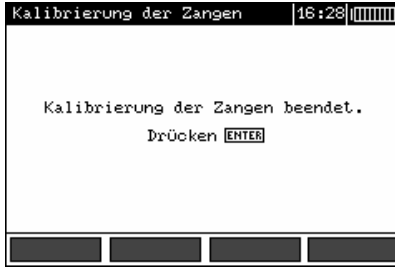 Kalibrierung der Zangen 16:28
Kalibrierung der Zangen beendet.
Drücken ENTER